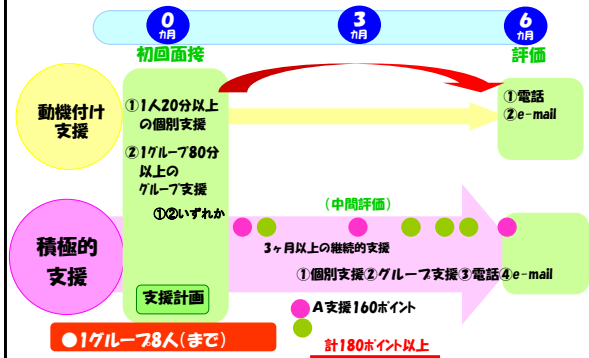 0
カ月
3
カ月
6
カ月
初回面接
評価
動機付け
支援
①1人20分以上
の個別支援
②1グループ80分
以上の
グループ支援
①②いずれか
①電話
②e-mail
積極的
支援
(中間評価)
3ヶ月以上の継続的支援
①個別支援②グループ支援③電話④e-mail
支援計画
A支援160ポイント
●1グループ8人(まで)
計180ポイント以上